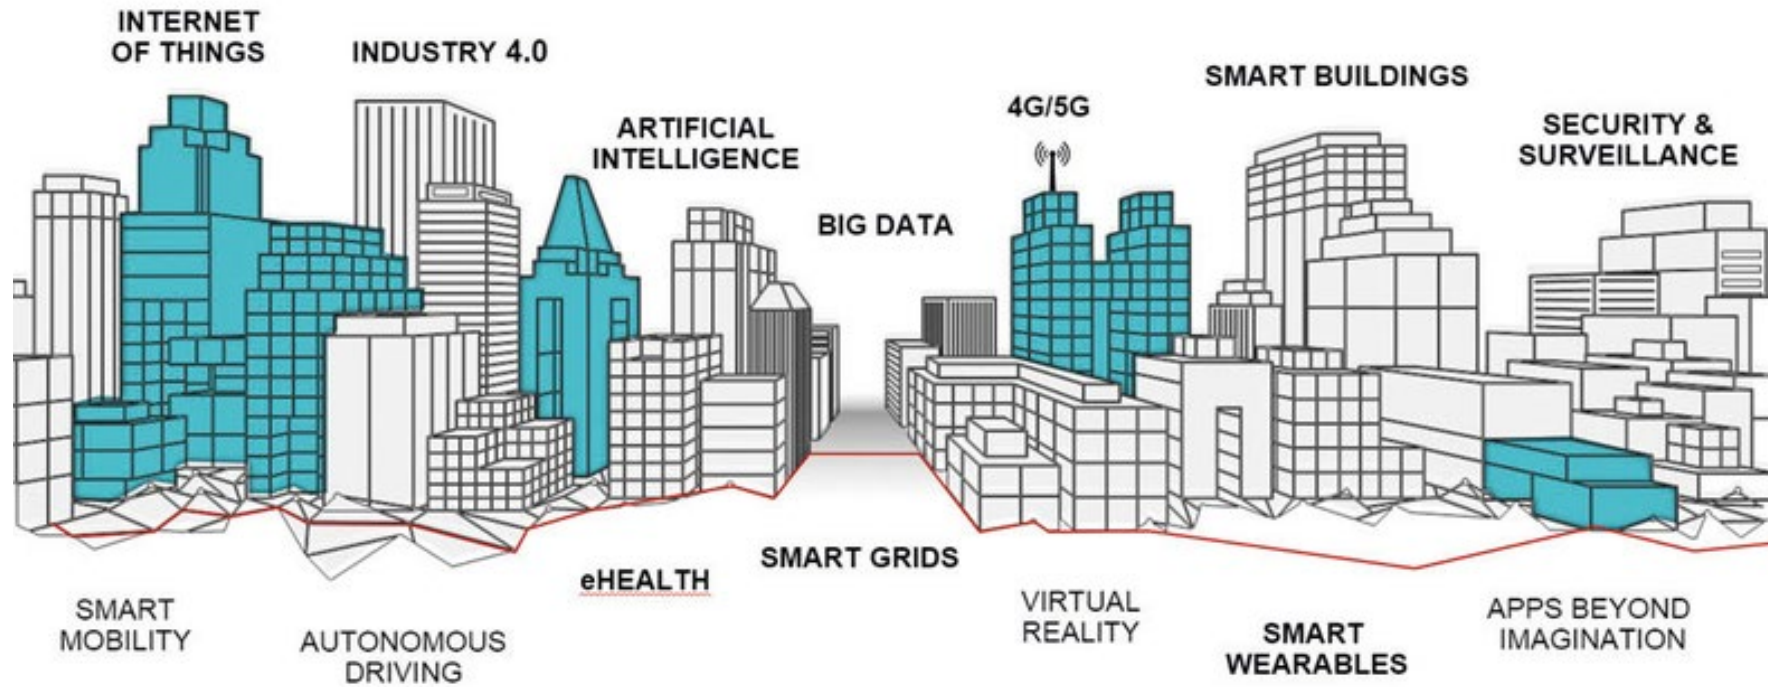 INTERNET
OF THINGS
INDUSTRY 4.0
ARTIFICIAL
INTELLIGENCE
BIG DATA
4G/5G
SMART BUILDINGS
SECURITY &
SURVEILLANCE
SMART
MOBILITY
AUTONOMOUS
DRIVING
eHEALTH
SMART GRIDS
VIRTUAL
REALITY
SMART
WEARABLES
APPS BEYOND
IMAGINATION